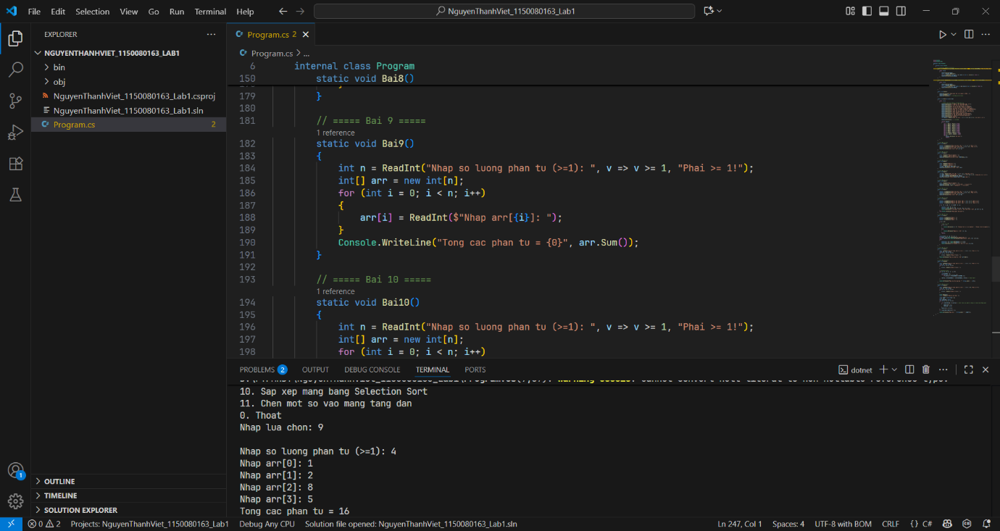 File Edit Selection View Go Run Terminal Help
NguyenThanhViet_1150080163_Lab1
EXPLORER
NGUYENTHANHVIET_1150080163_LAB1
bin
obj
NguyenThanhViet_1150080163_Lab1.csproj
NguyenThanhViet_1150080163_Lab1.sln
Program.cs 2
OUTLINE
TIMELINE
SOLUTION EXPLORER
Program.cs 2
Program.cs > ...
6 internal class Program
150 static void Bai8()
179 }
180
181 // ===== Bai 9 =====
1 reference
182 static void Bai9()
183 {
184 int n = ReadInt("Nhap so luong phan tu (>=1): ", v => v >= 1, "Phai >= 1!");
185 int[] arr = new int[n];
186 for (int i = 0; i < n; i++)
187 {
188 arr[i] = ReadInt($"Nhap arr[{i}]: ");
189 }
190 Console.WriteLine("Tong cac phan tu = {0}", arr.Sum());
191 }
192
193 // ===== Bai 10 =====
1 reference
194 static void Bai10()
195 {
196 int n = ReadInt("Nhap so luong phan tu (>=1): ", v => v >= 1, "Phai >= 1!");
197 int[] arr = new int[n];
198 for (int i = 0; i < n; i++)
PROBLEMS 2 OUTPUT DEBUG CONSOLE TERMINAL PORTS dotnet
10. Sap xep mang bang Selection Sort
11. Chen mot so vao mang tang dan
0. Thoat
Nhap lua chon: 9
Nhap so luong phan tu (>=1): 4
Nhap arr[0]: 1
Nhap arr[1]: 2
Nhap arr[2]: 8
Nhap arr[3]: 5
Tong cac phan tu = 16
1
0 2 Projects: NguyenThanhViet_1150080163_Lab1 Debug Any CPU Solution file opened: NguyenThanhViet_1150080163_Lab1.sln Ln 247, Col 1 Spaces: 4 UTF-8 with BOM CRLF {} C#